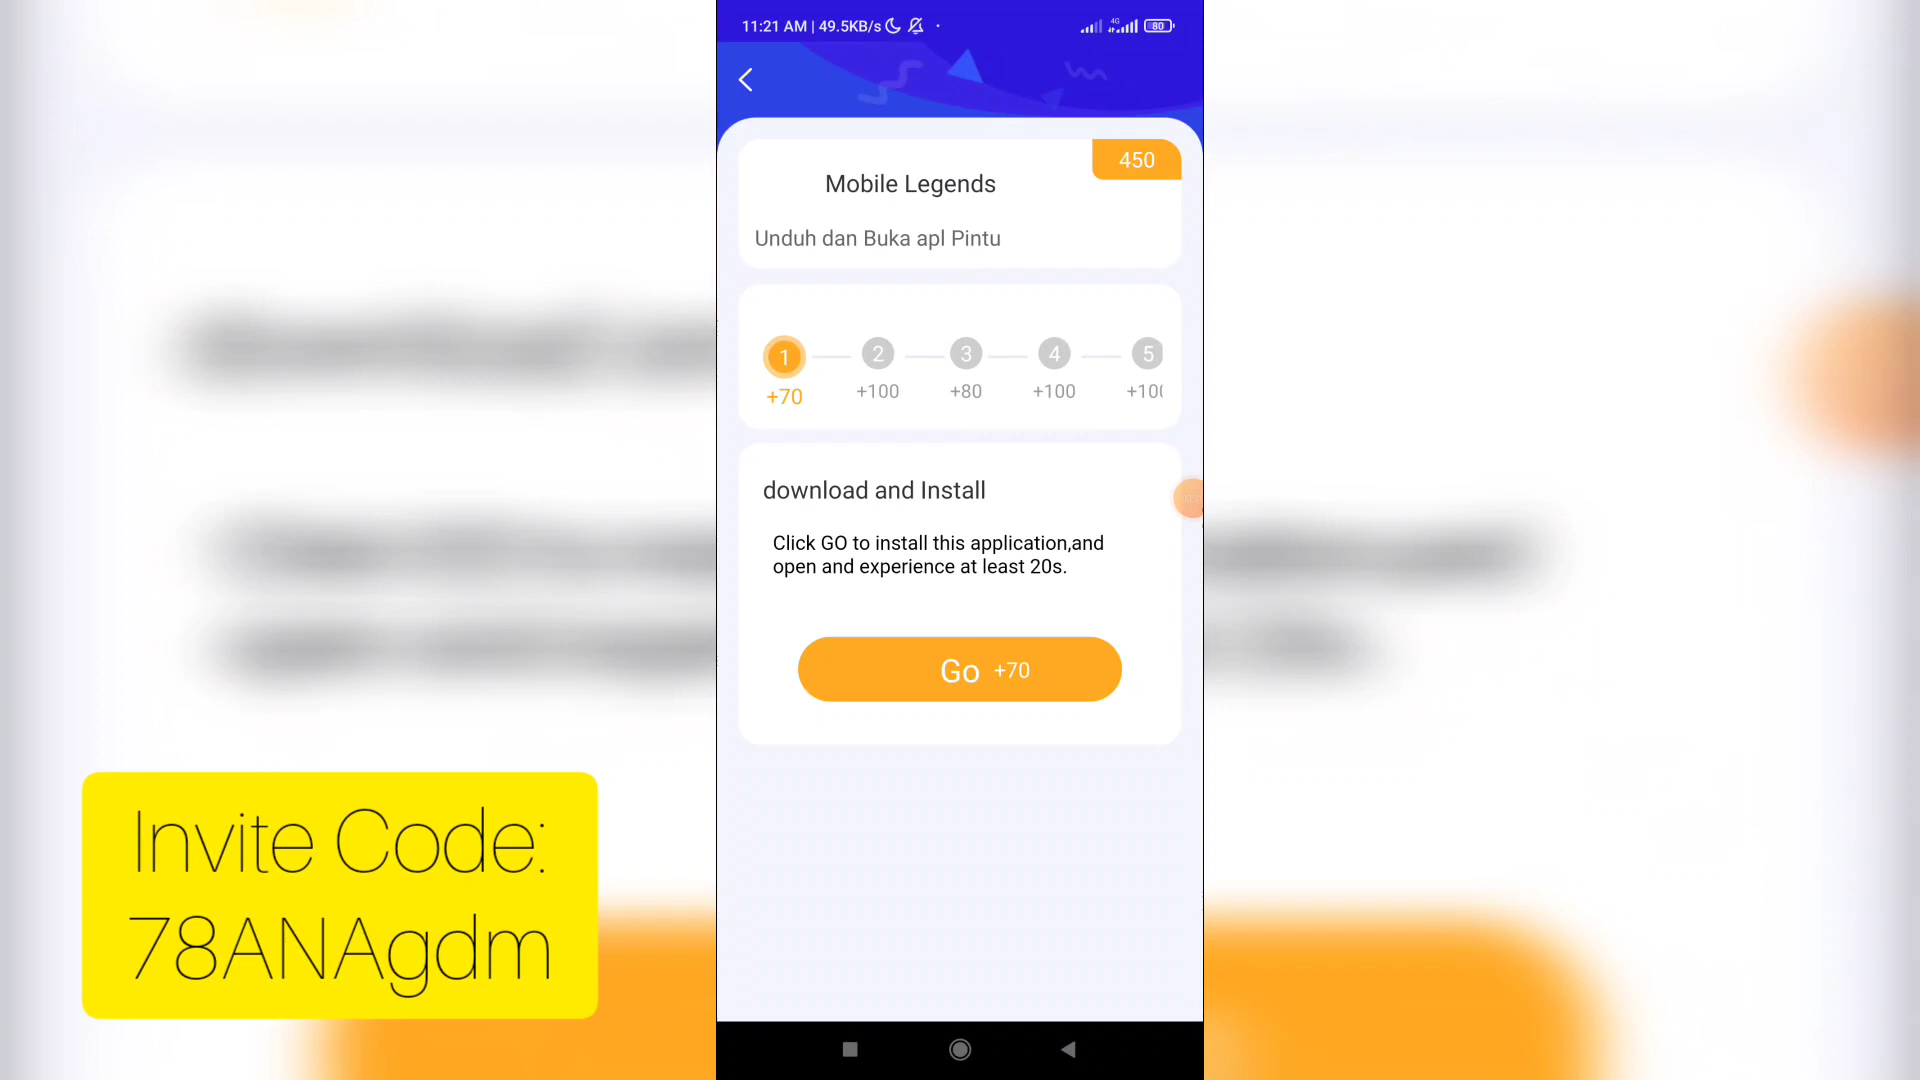 11:21 AM | 49.5KB/s
4G
80
450
Mobile Legends
Unduh dan Buka apl Pintu
1
2
3
4
5
+70
+100
+80
+100
download and Install
Click GO to install this application,and
open and experience at least 20s.
Go +70
Invite Code:
78ANAgdm